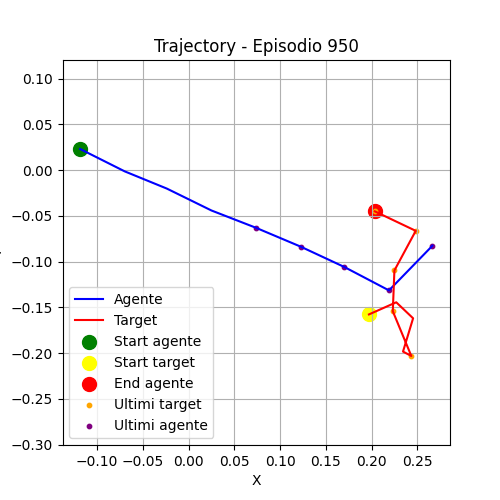 Trajectory - Episodio 950
0.10
0.05
0.00
−0.05
−0.10
−0.15
−0.20
−0.25
−0.30
Agente
Target
Start agente
Start target
End agente
Ultimi target
Ultimi agente
−0.10 −0.05 0.00 0.05 0.10 0.15 0.20 0.25
X